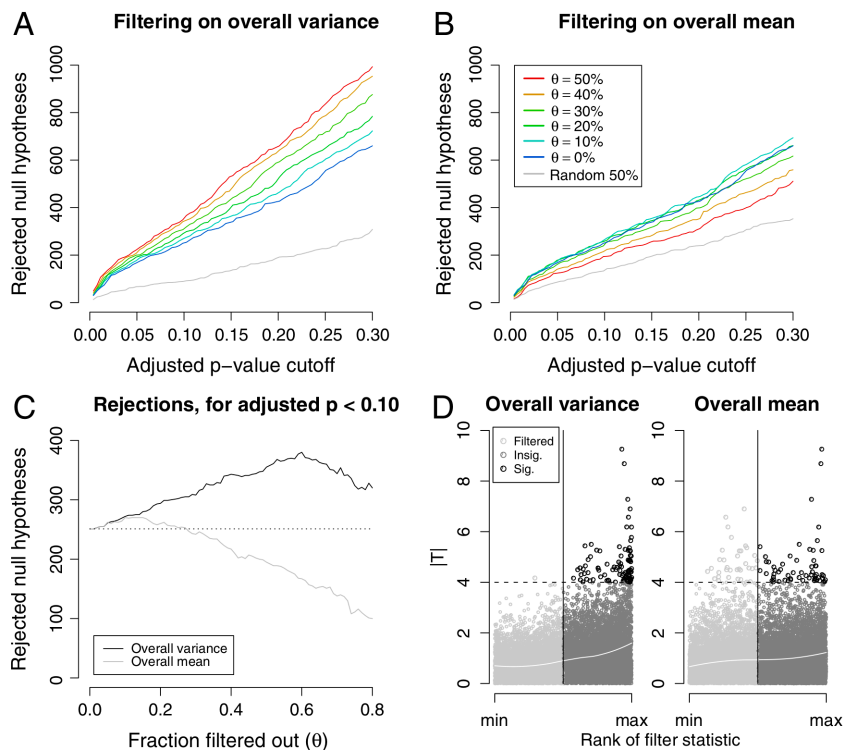 A
Filtering on overall variance
Rejected null hypotheses
1000
800
600
400
200
0
0.00 0.05 0.10 0.15 0.20 0.25 0.30
Adjusted p−value cutoff
B
Filtering on overall mean
Rejected null hypotheses
1000
800
600
400
200
0
θ = 50%
θ = 40%
θ = 30%
θ = 20%
θ = 10%
θ = 0%
Random 50%
0.00 0.05 0.10 0.15 0.20 0.25 0.30
Adjusted p−value cutoff
C
Rejections, for adjusted p < 0.10
Rejected null hypotheses
400
300
200
100
0
Overall variance
Overall mean
0.0 0.2 0.4 0.6 0.8
Fraction filtered out (θ)
D
Overall variance
|T|
10
8
6
4
2
0
Filtered
Insig.
Sig.
min max
Overall mean
10
8
6
4
2
0
min max
Rank of filter statistic